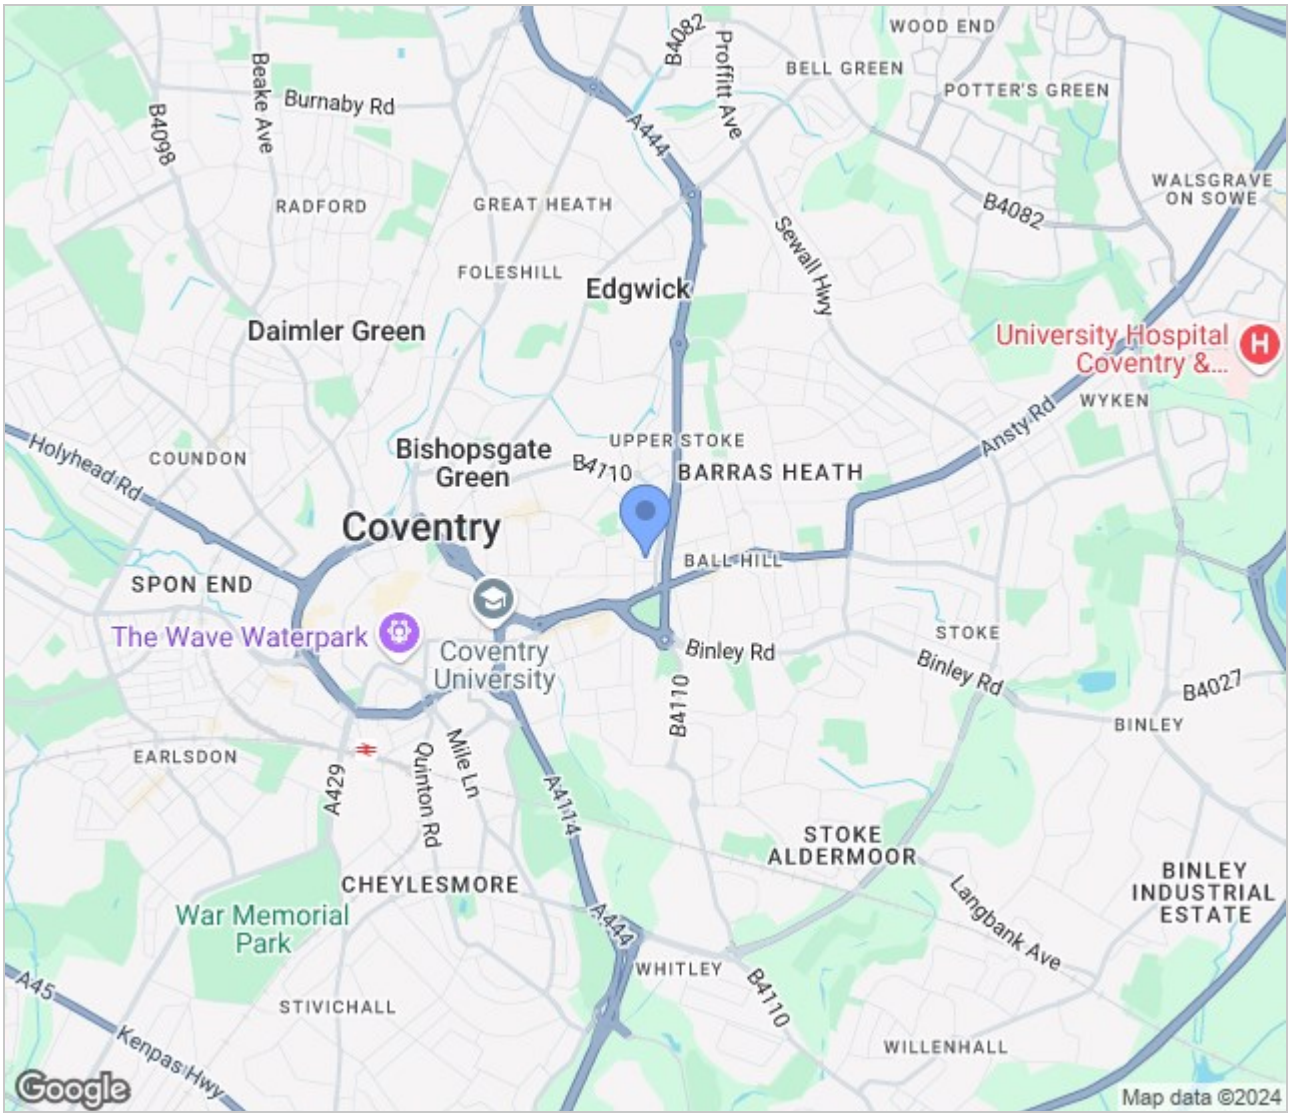 WOOD END
B4082
Proffitt Ave
BELL GREEN
Beake Ave
POTTER'S GREEN
Burnaby Rd
B4098
A444
WALSGRAVE
ON SOWE
RADFORD
GREAT HEATH
B4082
Sewall Hwy
FOLESHILL
Edgwick
Daimler Green
University Hospital
Coventry &...
H
WYKEN
Ansty Rd
Holyhead Rd
COUNDON
Bishopsgate
Green
UPPER STOKE
B4110
BARRAS HEATH
Coventry
BALL HILL
SPON END
The Wave Waterpark
Coventry
University
STOKE
Binley Rd
Binley Rd
B4027
B4110
BINLEY
EARLSDON
Mile Ln
Quinton Rd
A429
A4114
STOKE
ALDERMOOR
BINLEY
INDUSTRIAL
ESTATE
CHEYLESMORE
War Memorial
Park
Langbank Ave
A444
WHITLEY
A45
B4110
STIVICHALL
Kenpas Hwy
WILLENHALL
Google
Map data ©2024